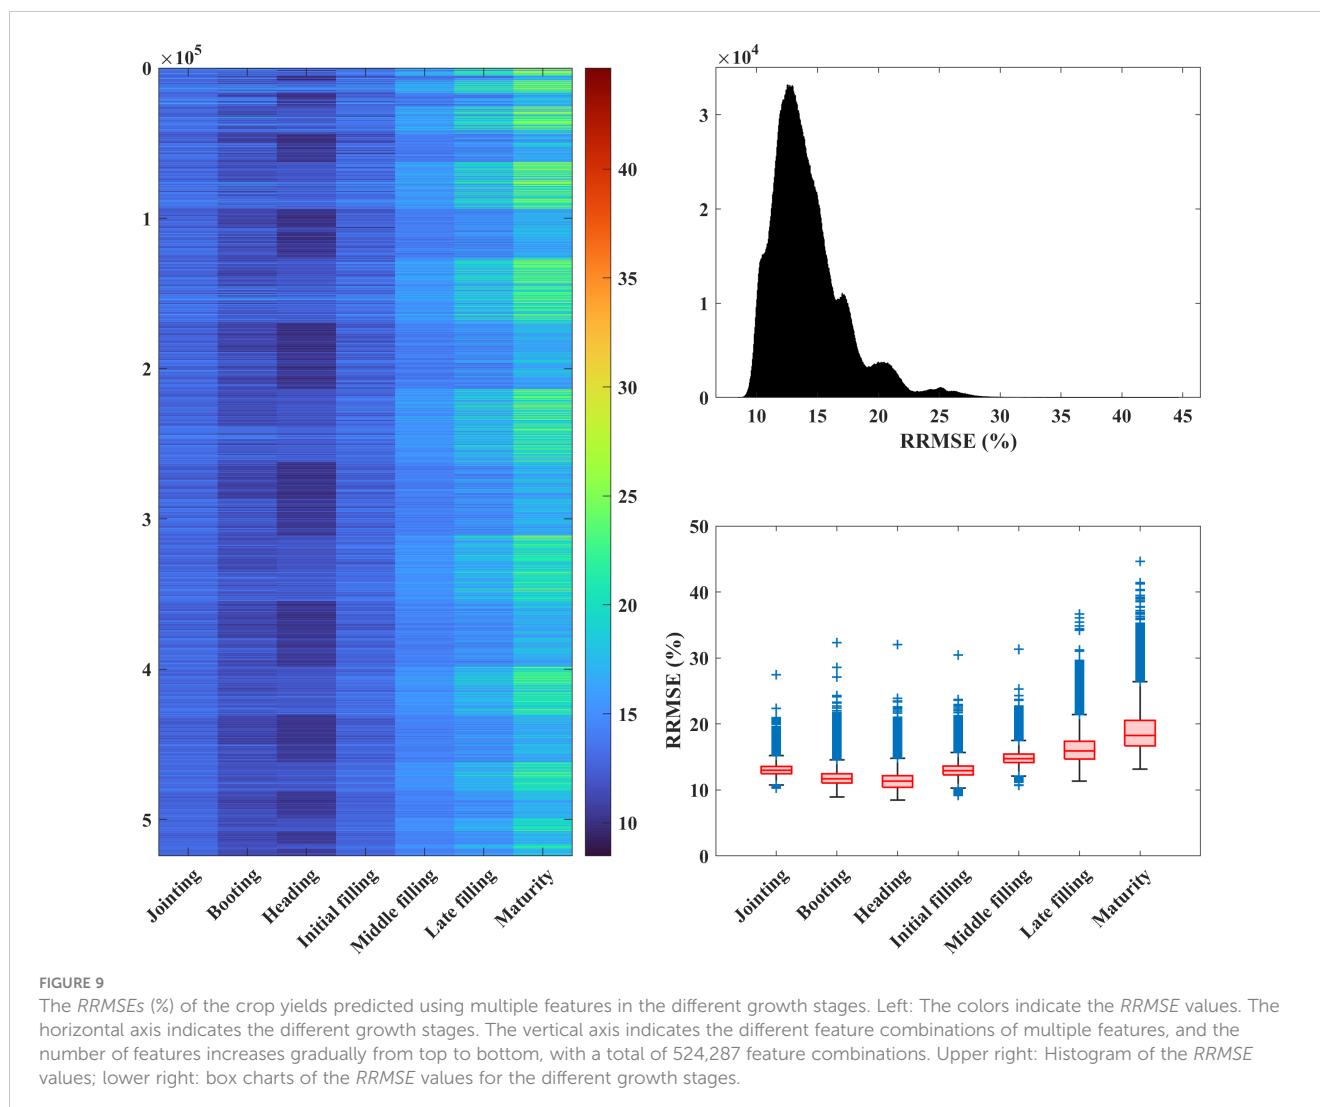 ×10⁵
0
1
2
3
4
5
Jointing
Booting
Heading
Initial filling
Middle filling
Late filling
Maturity
40
35
30
25
20
15
10
×10⁴
3
2
1
0
10 15 20 25 30 35 40 45
RRMSE (%)
50
40
30
20
10
0
RRMSE (%)
Jointing
Booting
Heading
Initial filling
Middle filling
Late filling
Maturity
FIGURE 9
The RRMSEs (%) of the crop yields predicted using multiple features in the different growth stages. Left: The colors indicate the RRMSE values. The
horizontal axis indicates the different growth stages. The vertical axis indicates the different feature combinations of multiple features, and the
number of features increases gradually from top to bottom, with a total of 524,287 feature combinations. Upper right: Histogram of the RRMSE
values; lower right: box charts of the RRMSE values for the different growth stages.